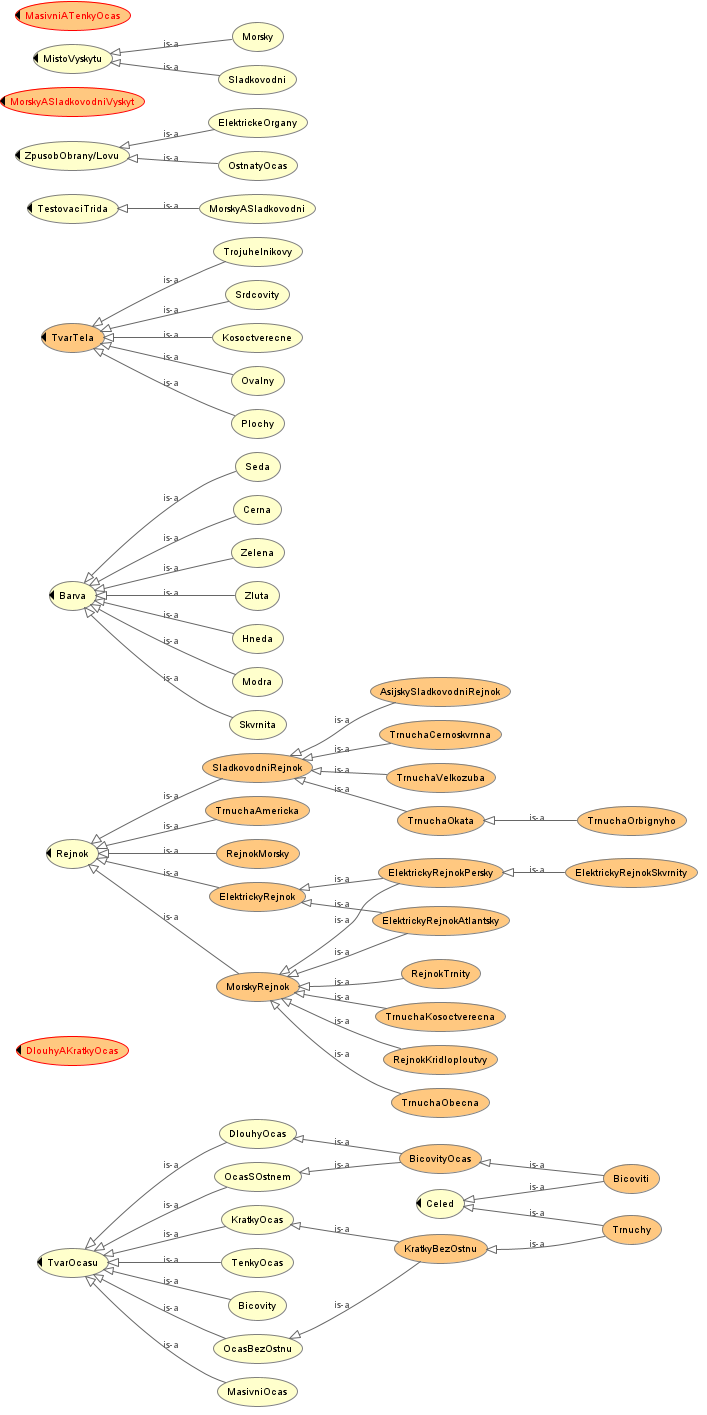 MasivniATenkyOcas
Morsky
is-a
MistoVyskytu
is-a
Sladkovodni
MorskyASladkovodniVyskyt
ElektrickeOrgany
is-a
ZpusobObrany/Lovu
is-a
OstnatyOcas
TestovaciTrida
is-a
MorskyASladkovodni
Trojuhelnikovy
is-a
Srdcovity
is-a
TvarTela
is-a
Kosoctverecne
is-a
Ovalny
is-a
Plochy
Seda
is-a
Cerna
is-a
Zelena
is-a
Barva
is-a
Zluta
is-a
Hneda
is-a
Modra
is-a
Skvrnita
AsijskySladkovodniRejnok
is-a
TrnuchaCernoskvrnna
is-a
SladkovodniRejnok
is-a
TrnuchaVelkozuba
is-a
is-a
TrnuchaAmericka
TrnuchaOkata
is-a
TrnuchaOrbignyho
is-a
Rejnok
is-a
RejnokMorsky
ElektrickyRejnokPersky
is-a
ElektrickyRejnokSkvrnity
is-a
is-a
ElektrickyRejnok
is-a
is-a
ElektrickyRejnokAtlantsky
is-a
is-a
RejnokTrnity
is-a
MorskyRejnok
is-a
TrnuchaKosoctverecna
is-a
RejnokKridloploutvy
is-a
TrnuchaObecna
DlouhyAKratkyOcas
DlouhyOcas
is-a
BicovityOcas
is-a
is-a
OcasSOstnem
is-a
is-a
Bicoviti
is-a
Celed
is-a
KratkyOcas
is-a
is-a
Trnuchy
is-a
KratkyBezOstnu
is-a
TvarOcasu
is-a
TenkyOcas
is-a
Bicovity
is-a
is-a
OcasBezOstnu
is-a
MasivniOcas